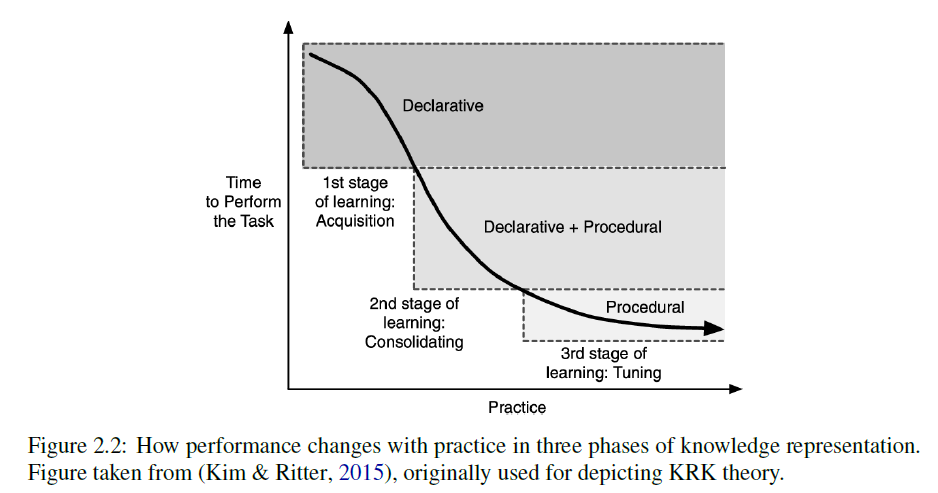 Declarative
Time
to Perform
the Task
1st stage
of learning:
Acquisition
Declarative + Procedural
2nd stage of
learning:
Consolidating
Procedural
3rd stage of
learning: Tuning
Practice
Figure 2.2: How performance changes with practice in three phases of knowledge representation.
Figure taken from (Kim & Ritter, 2015), originally used for depicting KRK theory.